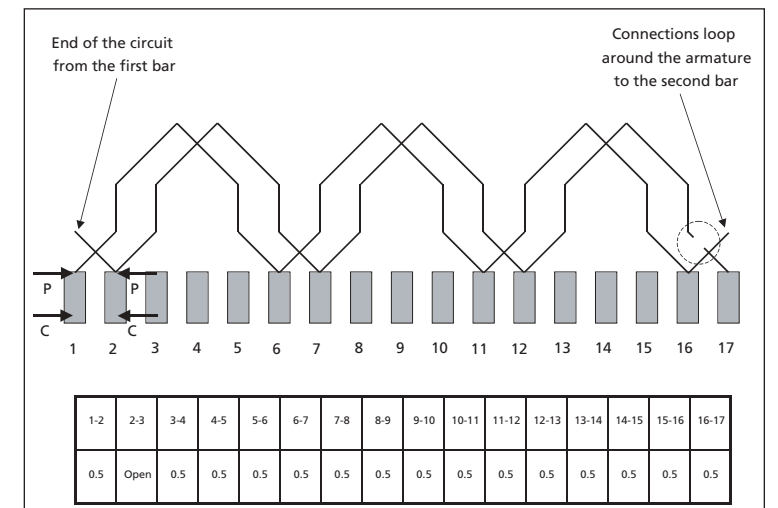 End of the circuit
from the first bar
Connections loop
around the armature
to the second bar
P P
C C
1 2 3 4 5 6 7 8 9 10 11 12 13 14 15 16 17
1-2 2-3 3-4 4-5 5-6 6-7 7-8 8-9 9-10 10-11 11-12 12-13 13-14 14-15 15-16 16-17
0.5 Open 0.5 0.5 0.5 0.5 0.5 0.5 0.5 0.5 0.5 0.5 0.5 0.5 0.5 0.5